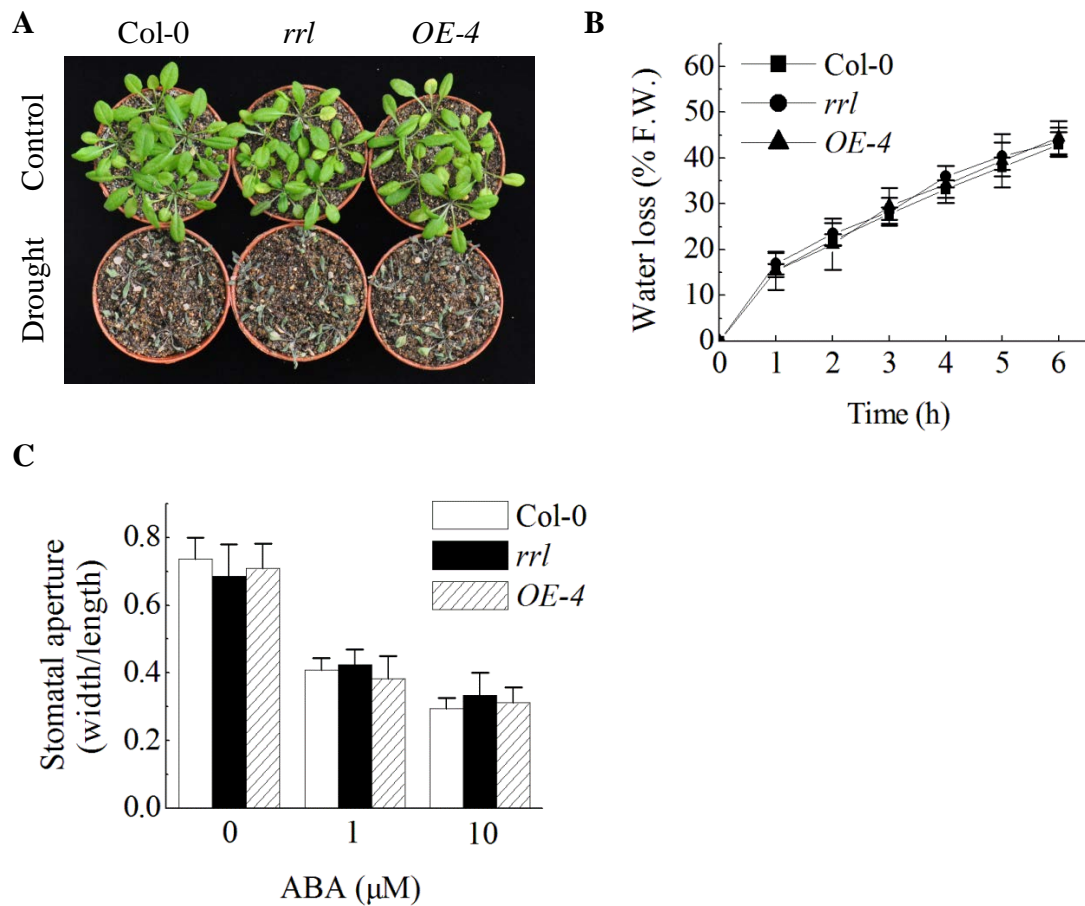 A
Col-0 rrl OE-4
Control
Drought
B
Water loss (% F.W.)
60
50
40
30
20
10
0
Col-0
rrl
OE-4
0 1 2 3 4 5 6
Time (h)
C
Stomatal aperture
(width/length)
0.8
0.6
0.4
0.2
0.0
Col-0
rrl
OE-4
0 1 10
ABA (μM)